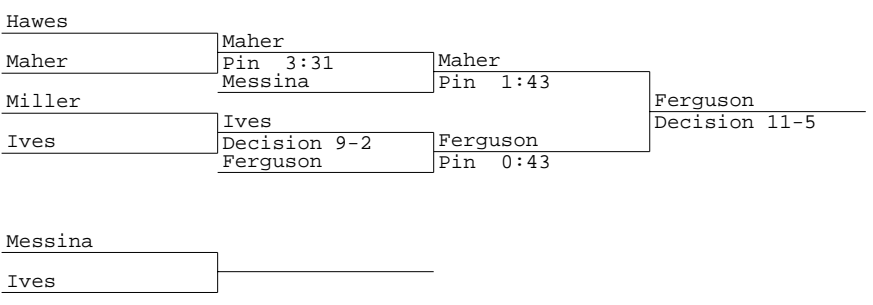 Hawes
Maher
Maher
Pin 3:31
Messina
Maher
Pin 1:43
Miller
Ives
Ives
Decision 9-2
Ferguson
Ferguson
Pin 0:43
Ferguson
Decision 11-5
Messina
Ives